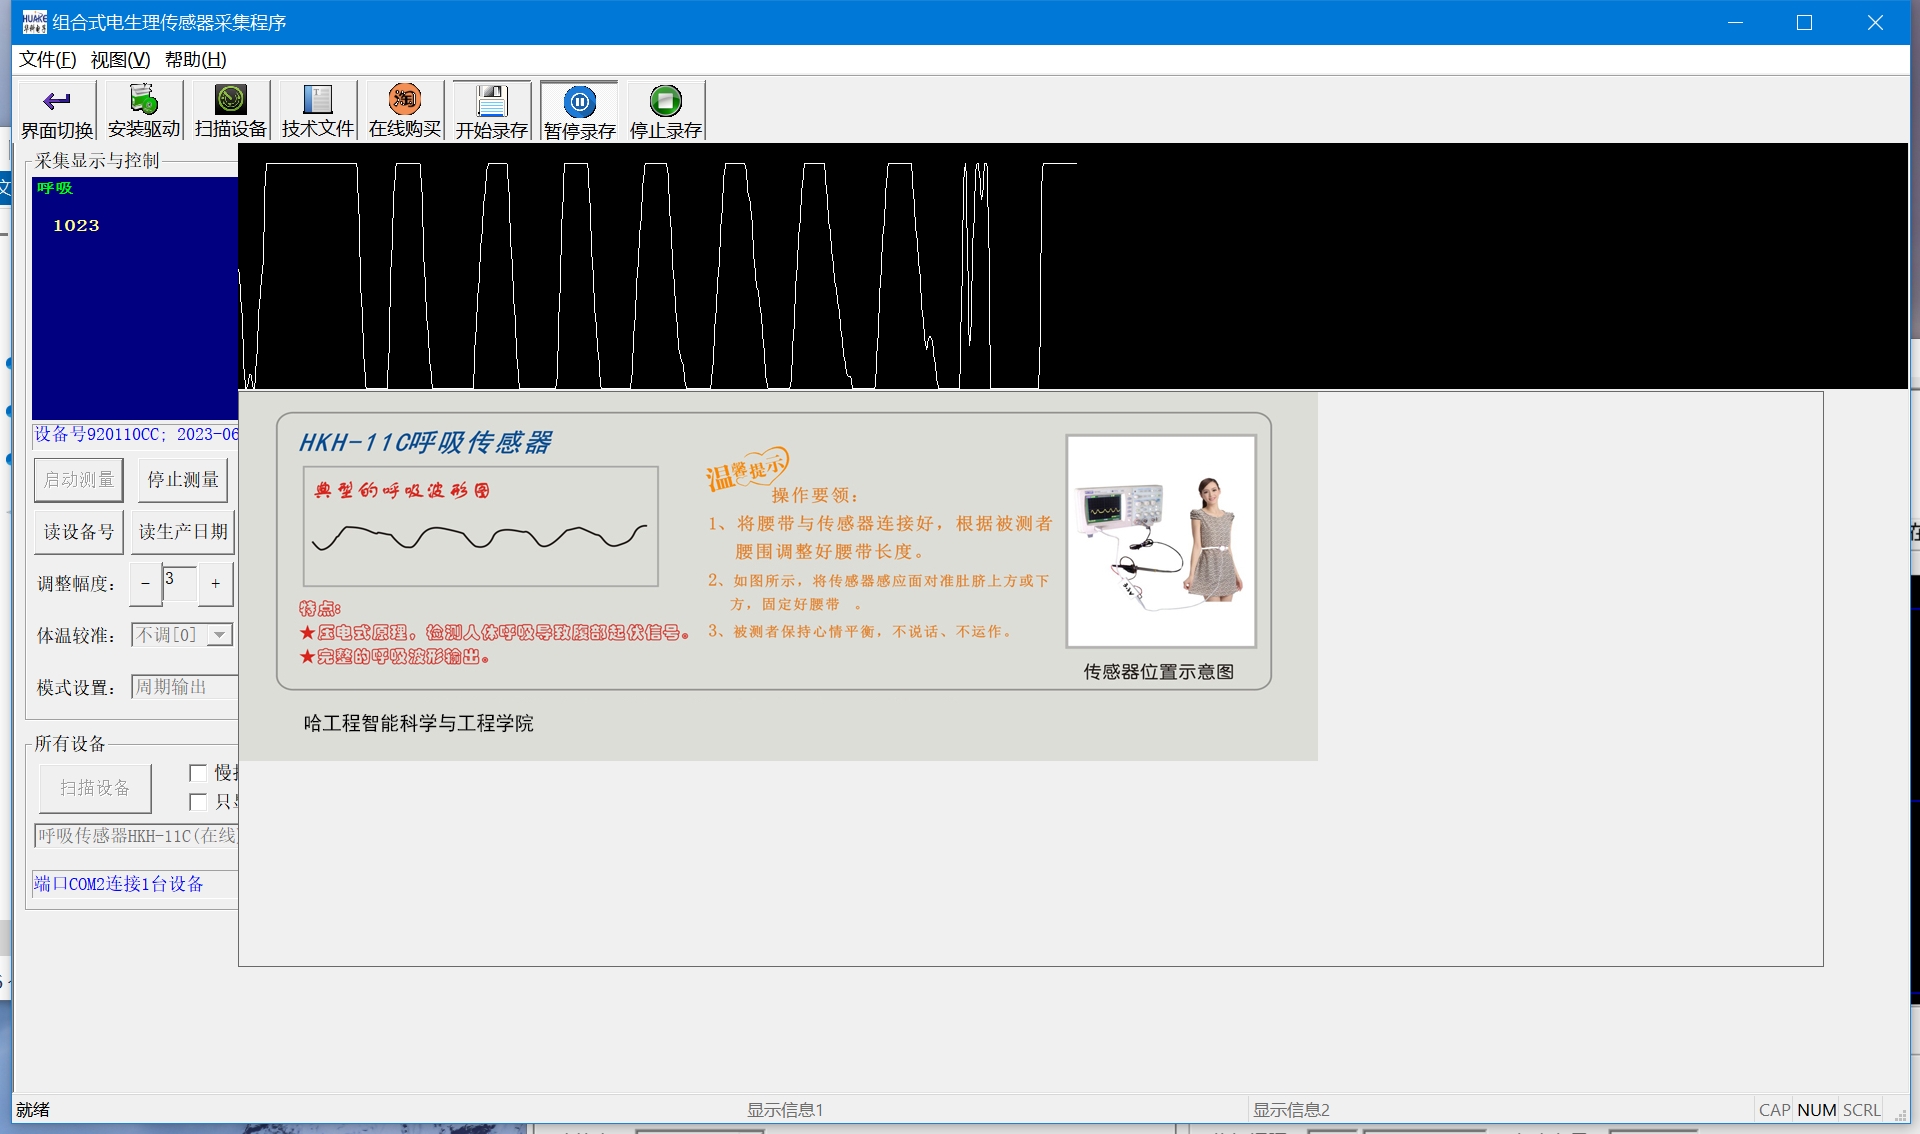 组合式电生理传感器采集程序
文件(F) 视图(V) 帮助(H)
界面切换 安装驱动 扫描设备 技术文件 在线购买 开始录存 暂停录存 停止录存
采集显示与控制
呼吸
1023
设备号920110CC; 2023-06
启动测量 停止测量
读设备号 读生产日期
调整幅度: - 3 +
体温较准: 不调[0]
模式设置: 周期输出
所有设备
扫描设备
慢
只
呼吸传感器HKH-11C(在线)
端口COM2连接1台设备
HKH-11C呼吸传感器
典型的呼吸波形图
特点:
★压电式原理，检测人体呼吸导致腹部起伏信号。
★完整的呼吸波形输出。
温馨提示
操作要领:
1、将腰带与传感器连接好，根据被测者
腰围调整好腰带长度。
2、如图所示，将传感器感应面对准肚脐上方或下
方，固定好腰带 。
3、被测者保持心情平衡，不说话、不运作。
传感器位置示意图
哈工程智能科学与工程学院
就绪 显示信息1 显示信息2 CAP NUM SCRL